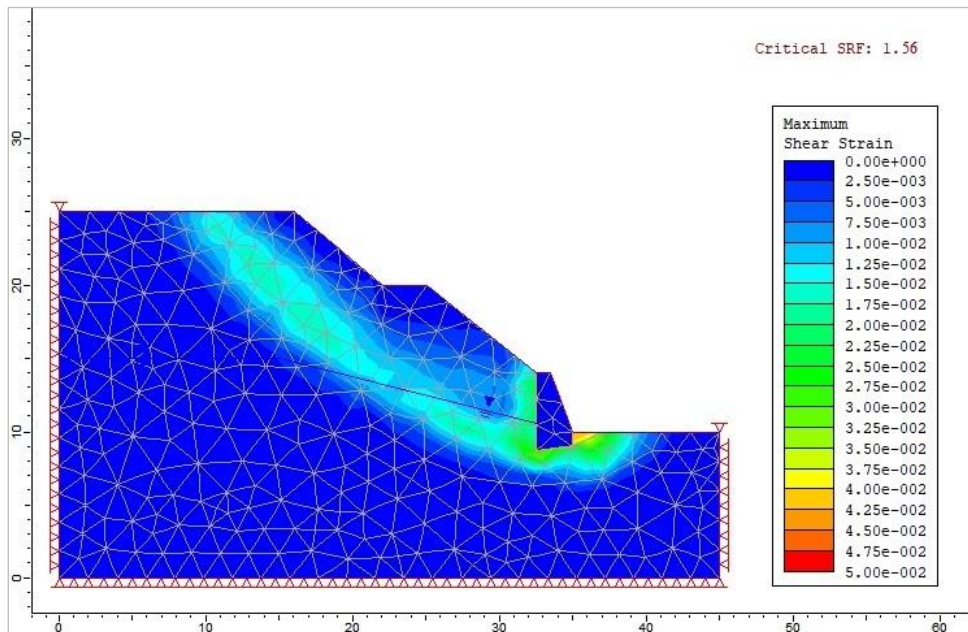 Critical SRF: 1.56
Maximum
Shear Strain
0.00e+000
2.50e-003
5.00e-003
7.50e-003
1.00e-002
1.25e-002
1.50e-002
1.75e-002
2.00e-002
2.25e-002
2.50e-002
2.75e-002
3.00e-002
3.25e-002
3.50e-002
3.75e-002
4.00e-002
4.25e-002
4.50e-002
4.75e-002
5.00e-002
30
20
10
0
0
10
20
30
40
50
60